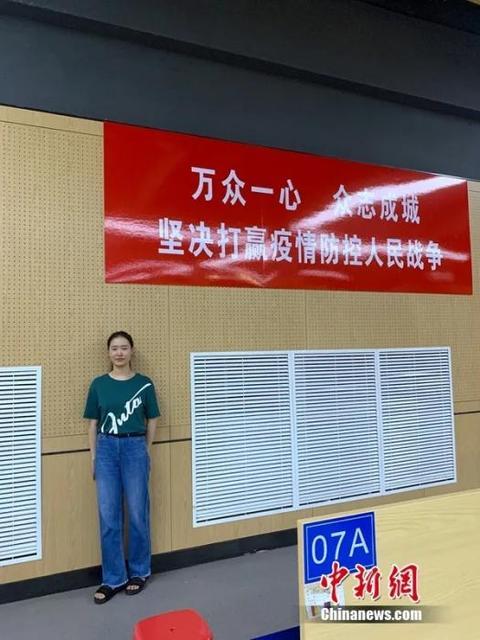 万众一心 众志成城
坚决打赢疫情防控人民战争
07A
中新网
Chinanews.com